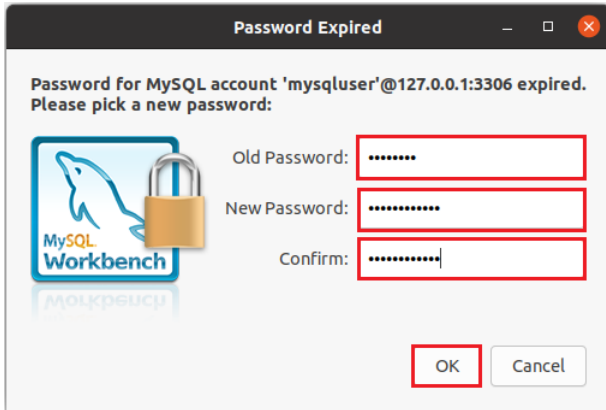 Password Expired
Password for MySQL account 'mysqluser'@127.0.0.1:3306 expired.
Please pick a new password:
Old Password: ••••••••
New Password: ••••••••••••
Confirm: ••••••••••••
MySQL
Workbench
OK
Cancel